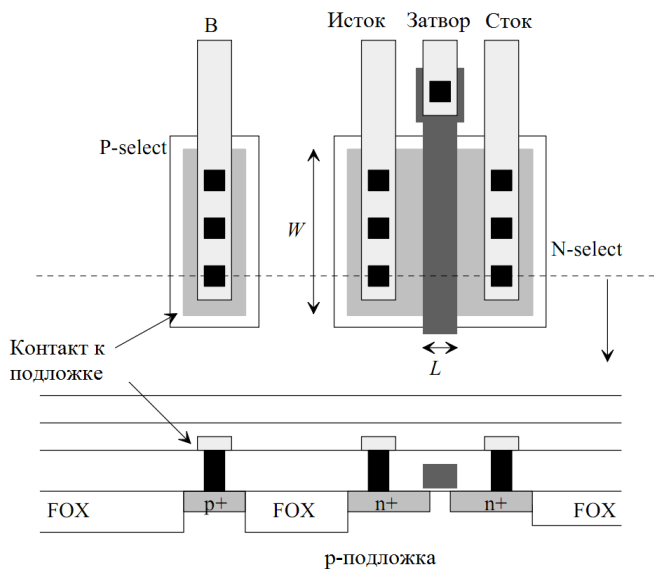 B
Исток
Затвор
Сток
P-select
W
N-select
L
Контакт к
подложке
FOX
p+
FOX
n+
n+
FOX
p-подложка